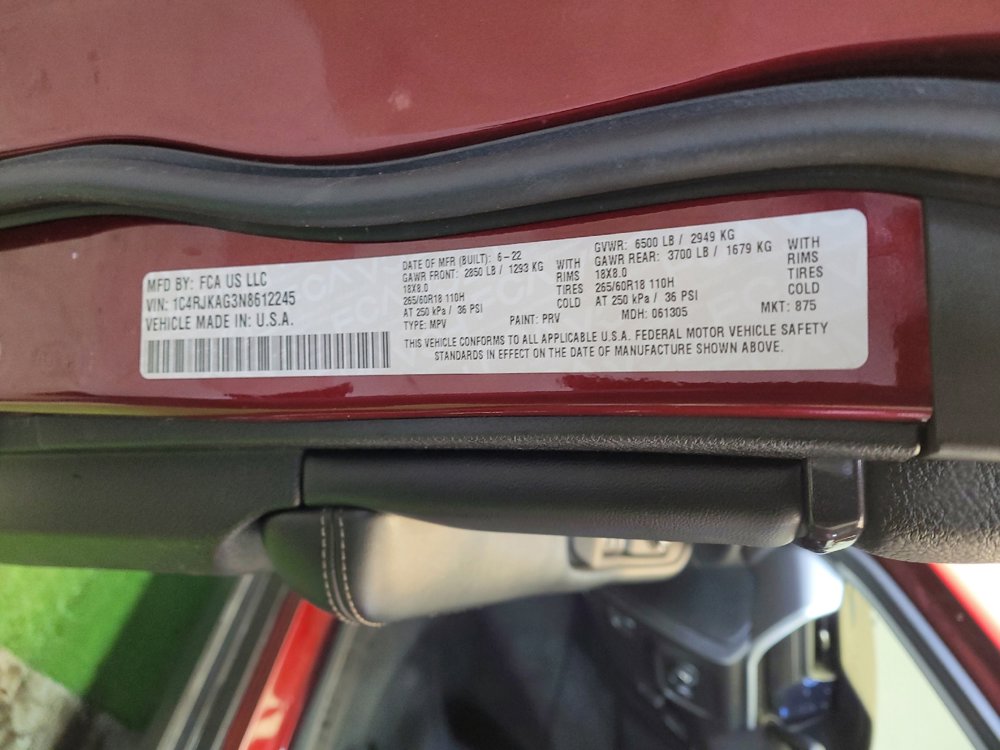 MFD BY: FCA US LLC
VIN: 1C4RJKAG3N8612245
VEHICLE MADE IN: U.S.A.
DATE OF MFR (BUILT): 6-22
GVWR: 6500 LB / 2949 KG
GAWR FRONT: 2850 LB / 1293 KG WITH
18X8.0 RIMS
265/60R18 110H TIRES
AT 250 kPa / 36 PSI COLD
GAWR REAR: 3700 LB / 1679 KG WITH
18X8.0 RIMS
265/60R18 110H TIRES
AT 250 kPa / 36 PSI COLD
TYPE: MPV PAINT: PRV MDH: 061305 MKT: 875
THIS VEHICLE CONFORMS TO ALL APPLICABLE U.S.A. FEDERAL MOTOR VEHICLE SAFETY
STANDARDS IN EFFECT ON THE DATE OF MANUFACTURE SHOWN ABOVE.